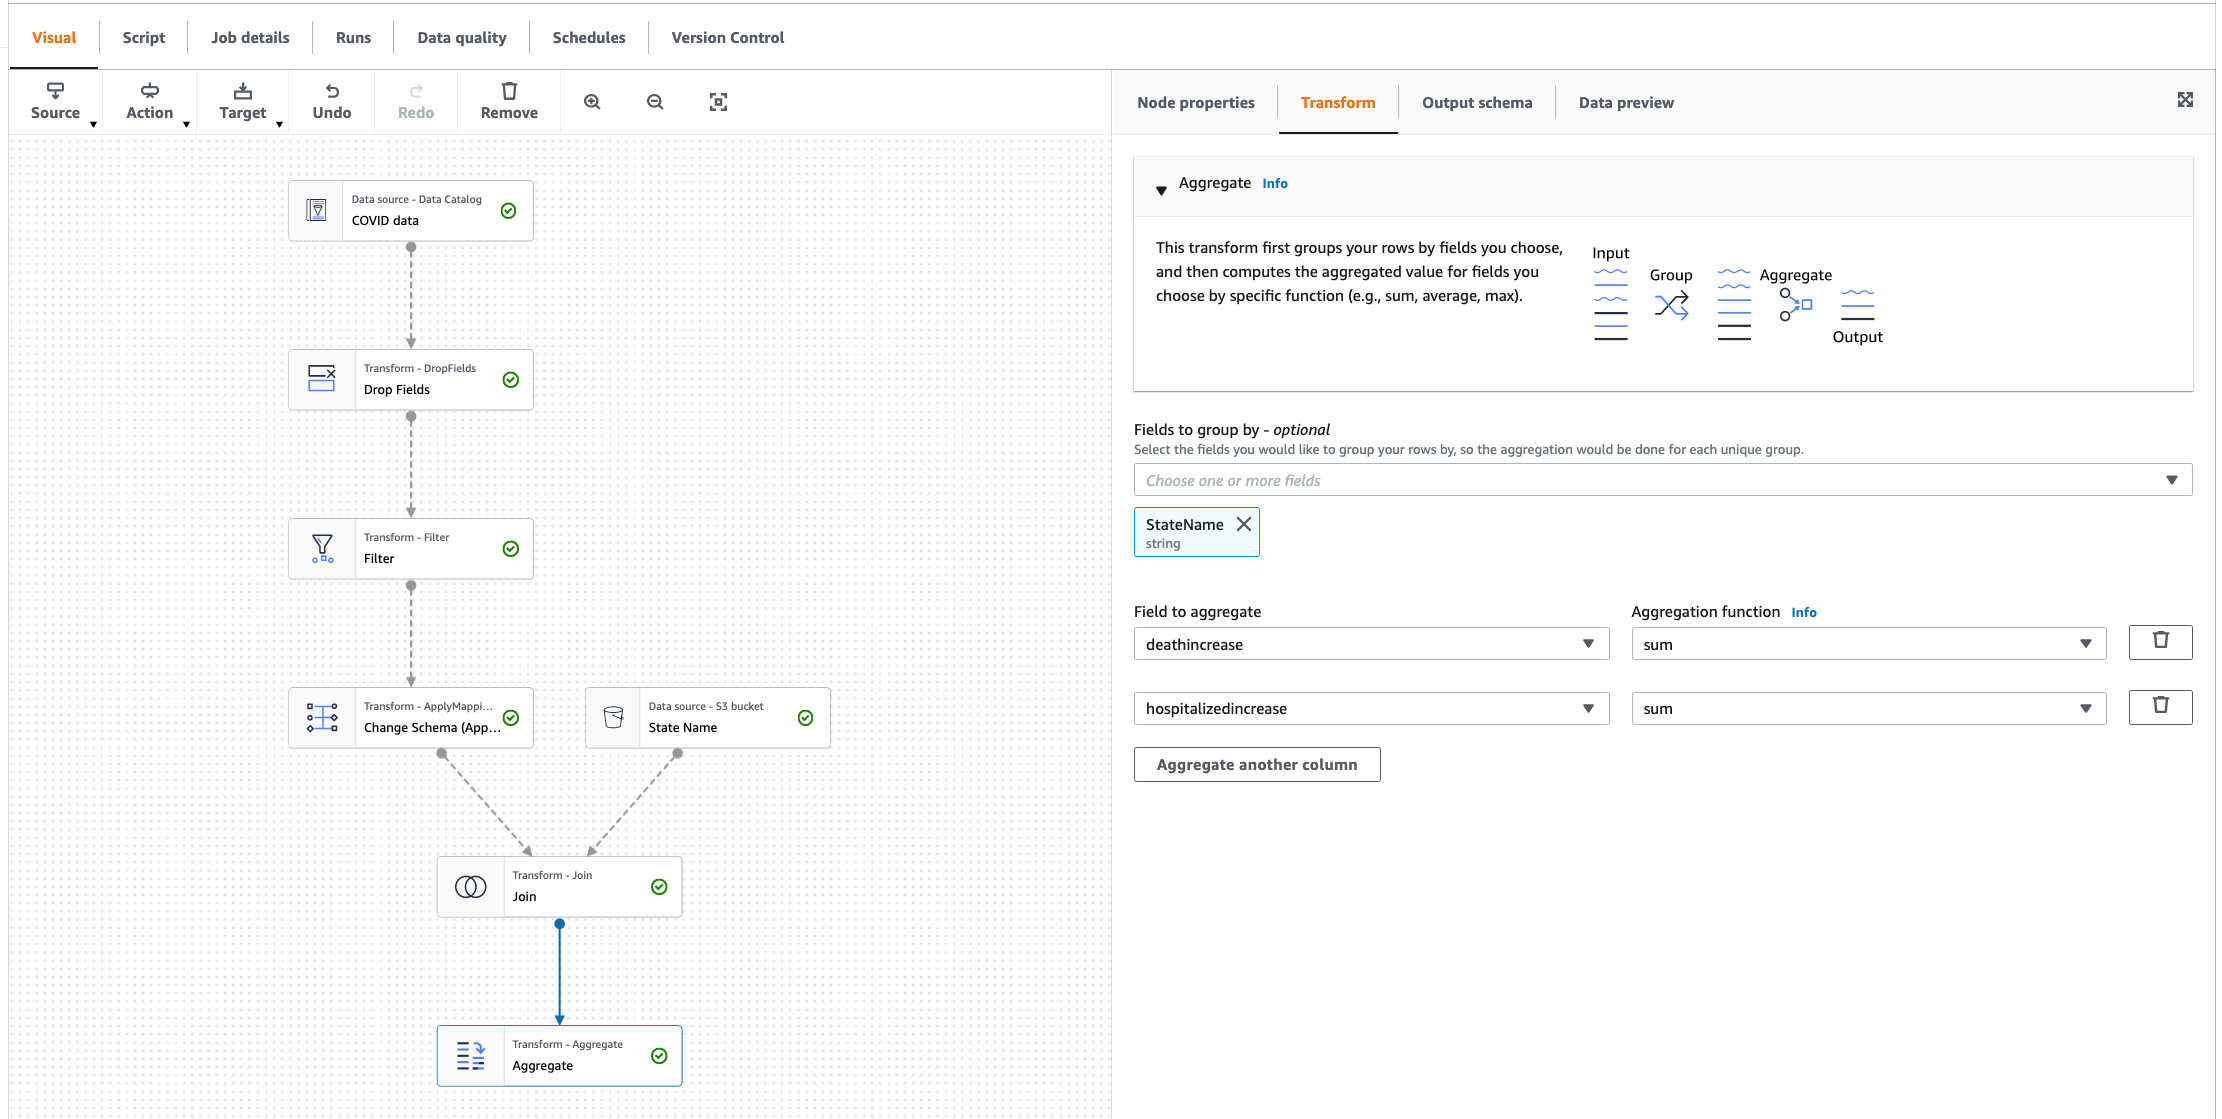 Visual
Script
Job details
Runs
Data quality
Schedules
Version Control
Source
Action
Target
Undo
Redo
Remove
Node properties
Transform
Output schema
Data preview
Data source - Data Catalog
COVID data
Transform - DropFields
Drop Fields
Transform - Filter
Filter
Transform - ApplyMappi...
Change Schema (App...
Data source - S3 bucket
State Name
Transform - Join
Join
Transform - Aggregate
Aggregate
Aggregate Info
This transform first groups your rows by fields you choose,
and then computes the aggregated value for fields you
choose by specific function (e.g., sum, average, max).
Input
Group
Aggregate
Output
Fields to group by - optional
Select the fields you would like to group your rows by, so the aggregation would be done for each unique group.
Choose one or more fields
StateName
string
Field to aggregate
Aggregation function Info
deathincrease
sum
hospitalizedincrease
sum
Aggregate another column